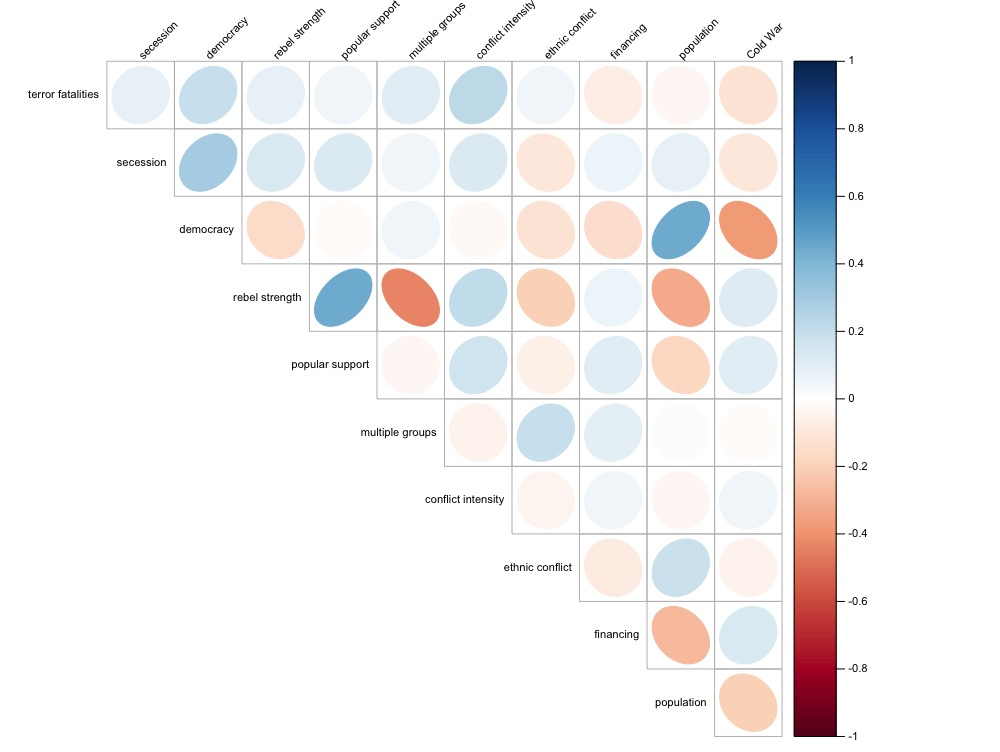 secession
democracy
rebel strength
popular support
multiple groups
conflict intensity
ethnic conflict
financing
population
Cold War
terror fatalities
secession
democracy
rebel strength
popular support
multiple groups
conflict intensity
ethnic conflict
financing
population
1
0.8
0.6
0.4
0.2
0
-0.2
-0.4
-0.6
-0.8
-1